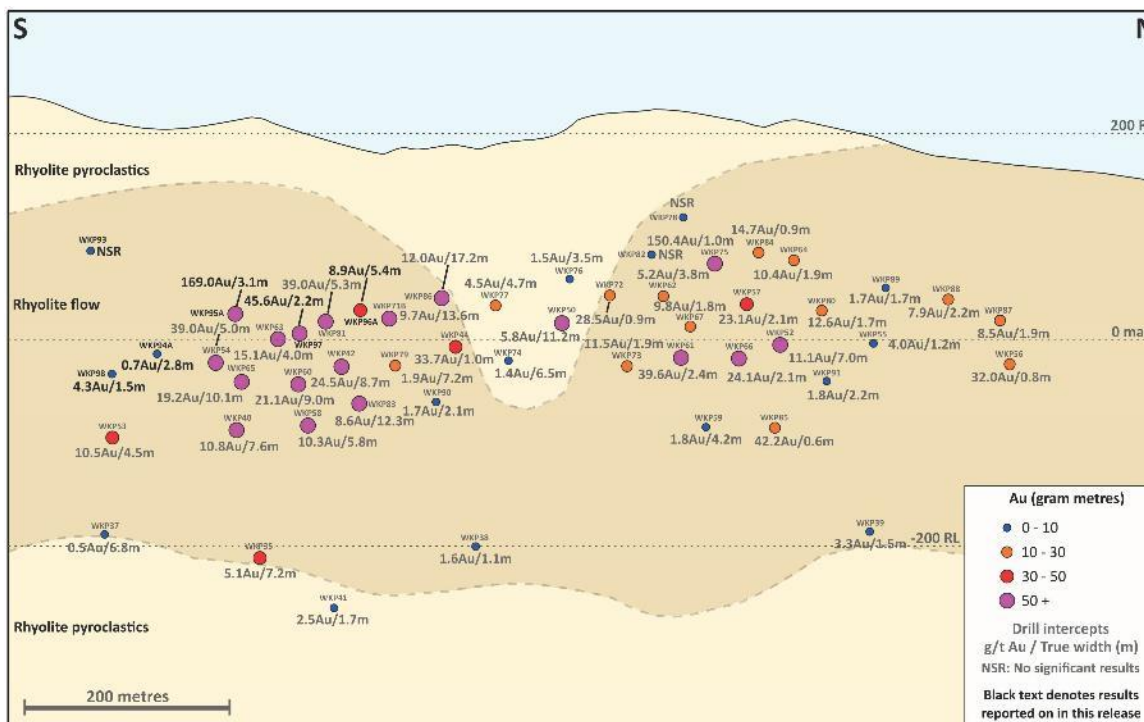 S
N
200 R
Rhyolite pyroclastics
NSR
WKP78
WKP93
NSR
150.4Au/1.0m
14.7Au/0.9m
WKP84
WKP82
NSR
WKP75
WKP64
12.0Au/17.2m
1.5Au/3.5m
WKP76
5.2Au/3.8m
10.4Au/1.9m
8.9Au/5.4m
169.0Au/3.1m
39.0Au/5.3m
4.5Au/4.7m
WKP89
Rhyolite flow
45.6Au/2.2m
WKP86
WKP77
WKP72
WKP62
1.7Au/1.7m
WKP88
WKP95A
WKP96A
9.7Au/13.6m
28.5Au/0.9m
9.8Au/1.8m
WKP57
WKP80
7.9Au/2.2m
39.0Au/5.0m
WKP63
WKP97
WKP81
WKP50
WKP67
23.1Au/2.1m
12.6Au/1.7m
WKP55
WKP87
8.5Au/1.9m
0 ma
15.1Au/4.0m
WKP44
5.8Au/11.2m
11.5Au/1.9m
WKP52
4.0Au/1.2m
WKP94A
WKP54
33.7Au/1.0m
WKP74
WKP73
WKP61
WKP66
11.1Au/7.0m
WKP56
0.7Au/2.8m
WKP42
WKP79
1.4Au/6.5m
39.6Au/2.4m
24.1Au/2.1m
32.0Au/0.8m
WKP98
4.3Au/1.5m
WKP65
WKP60
24.5Au/8.7m
1.9Au/7.2m
WKP91
1.8Au/2.2m
19.2Au/10.1m
21.1Au/9.0m
WKP83
WKP90
1.7Au/2.1m
WKP53
10.5Au/4.5m
WKP40
10.8Au/7.6m
WKP58
10.3Au/5.8m
8.6Au/12.3m
WKP59
1.8Au/4.2m
WKP85
42.2Au/0.6m
WKP37
0.5Au/6.8m
WKP35
5.1Au/7.2m
WKP38
1.6Au/1.1m
WKP39
3.3Au/1.5m
-200 RL
WKP41
2.5Au/1.7m
Rhyolite pyroclastics
200 metres
Au (gram metres)
0 - 10
10 - 30
30 - 50
50 +
Drill intercepts
g/t Au / True width (m)
NSR: No significant results
Black text denotes results
reported on in this release